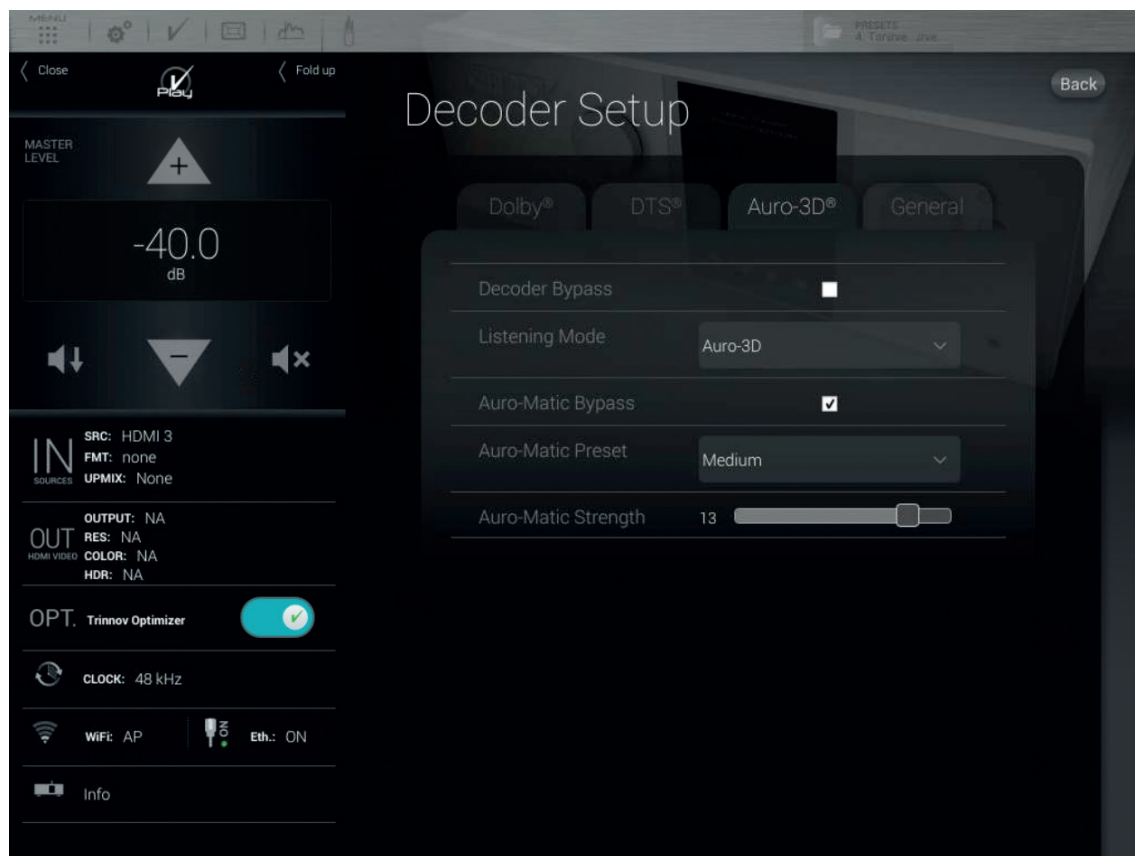 MENU
PRESETS
Close
Play
Fold up
Back
Decoder Setup
MASTER
LEVEL
+
-40.0
dB
−
Dolby® DTS® Auro-3D® General
Decoder Bypass
Listening Mode Auro-3D
Auro-Matic Bypass
Auro-Matic Preset Medium
Auro-Matic Strength 13
IN
SOURCES
SRC: HDMI 3
FMT: none
UPMIX: None
OUT
HDMI VIDEO
OUTPUT: NA
RES: NA
COLOR: NA
HDR: NA
OPT. Trinnov Optimizer
CLOCK: 48 kHz
WiFi: AP
NO
Eth.: ON
Info